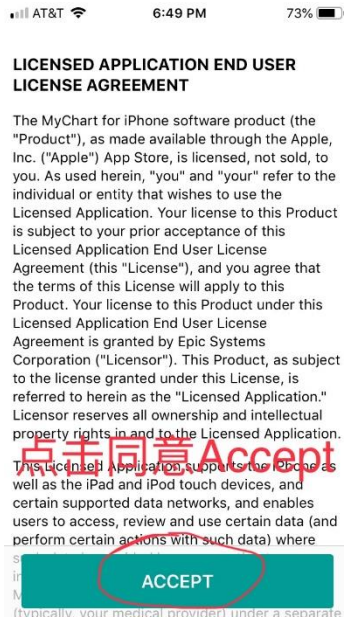 AT&T 6:49 PM 73%
LICENSED APPLICATION END USER
LICENSE AGREEMENT
The MyChart for iPhone software product (the
"Product"), as made available through the Apple,
Inc. ("Apple") App Store, is licensed, not sold, to
you. As used herein, "you" and "your" refer to the
individual or entity that wishes to use the
Licensed Application. Your license to this Product
is subject to your prior acceptance of this
Licensed Application End User License
Agreement (this "License"), and you agree that
the terms of this License will apply to this
Product. Your license to this Product under this
Licensed Application End User License
Agreement is granted by Epic Systems
Corporation ("Licensor"). This Product, as subject
to the license granted under this License, is
referred to herein as the "Licensed Application."
Licensor reserves all ownership and intellectual
property rights in and to the Licensed Application.
点击同意Accept
This Licensed Application supports the iPhone as
well as the iPad and iPod touch devices, and
certain supported data networks, and enables
users to access, review and use certain data (and
perform certain actions with such data) where
ACCEPT
(typically, your medical provider) under a separate